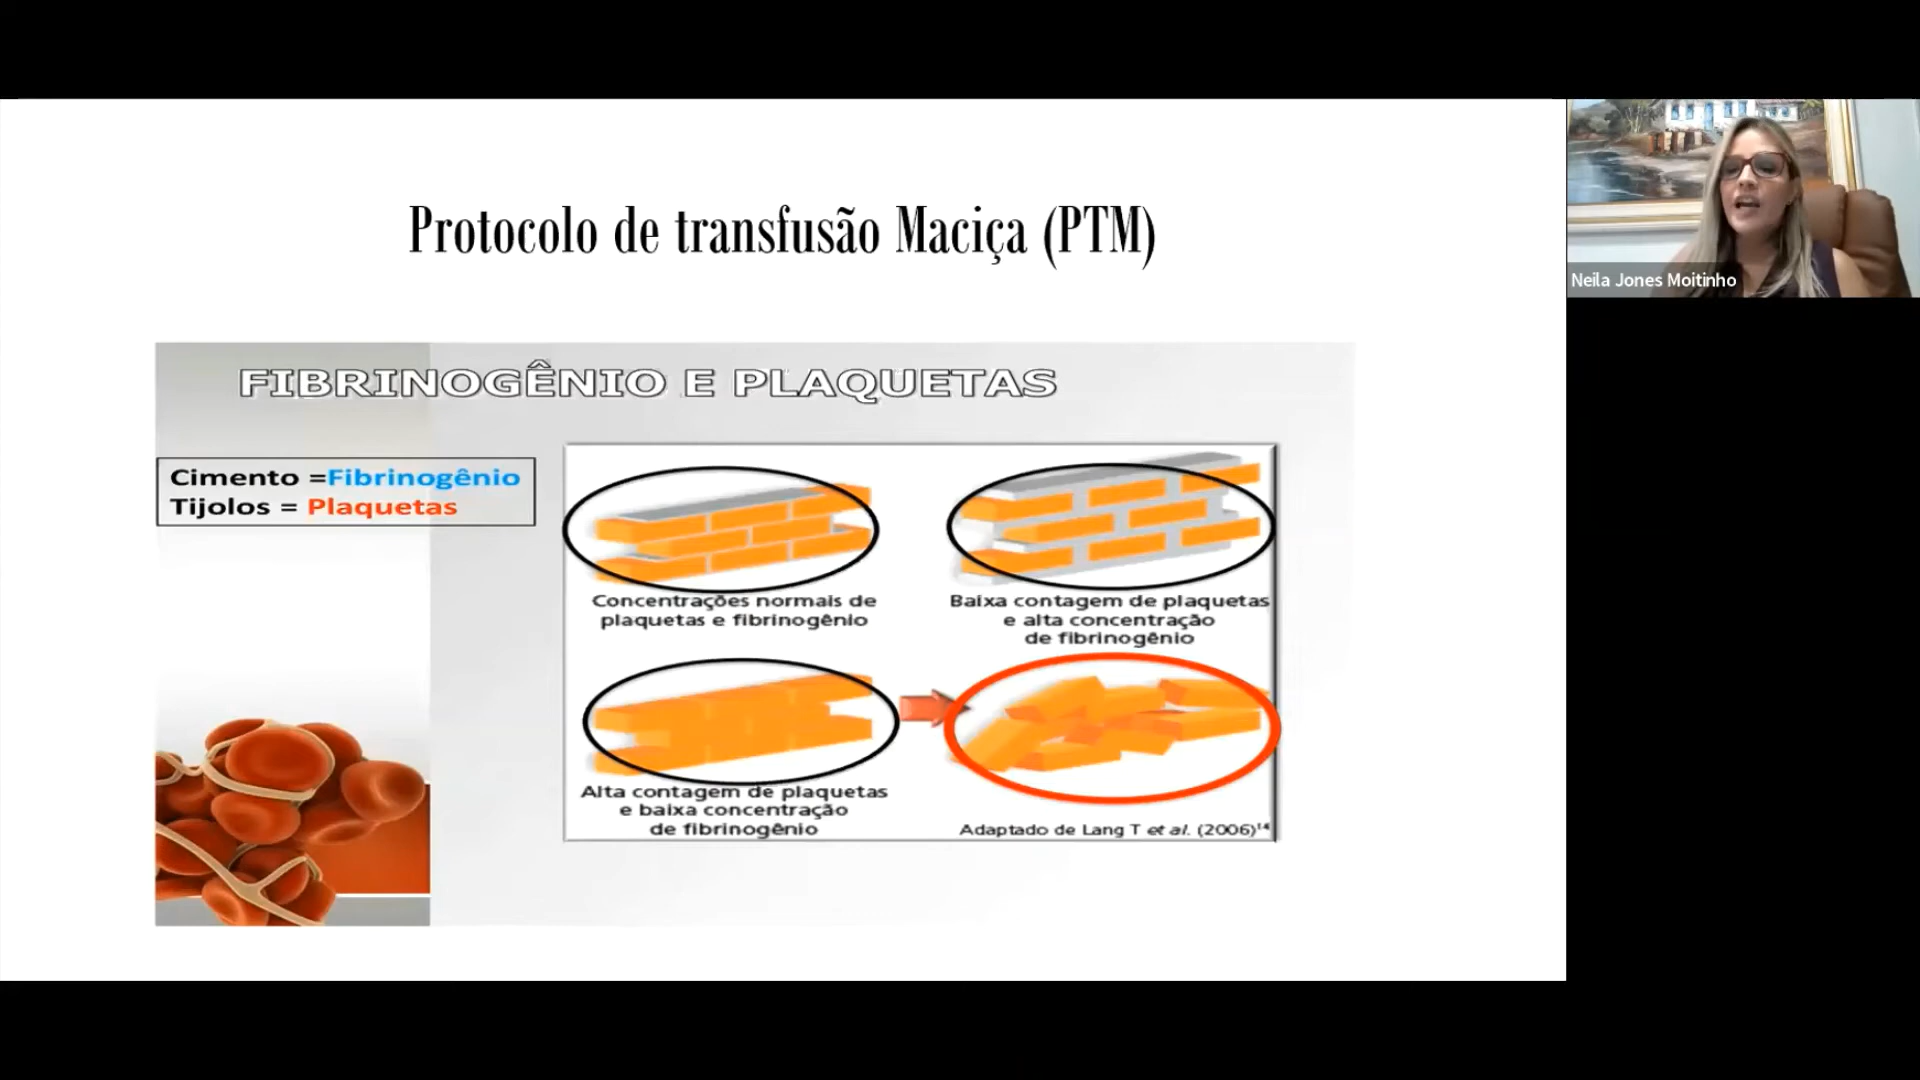 Protocolo de transfusão Maciça (PTM)
Neila Jones Moitinho
FIBRINOGÊNIO E PLAQUETAS
Cimento =Fibrinogênio
Tijolos = Plaquetas
Concentrações normais de
plaquetas e fibrinogênio
Baixa contagem de plaquetas
e alta concentração
de fibrinogênio
Alta contagem de plaquetas
e baixa concentração
de fibrinogênio
Adaptado de Lang T et al. (2006)¹⁴